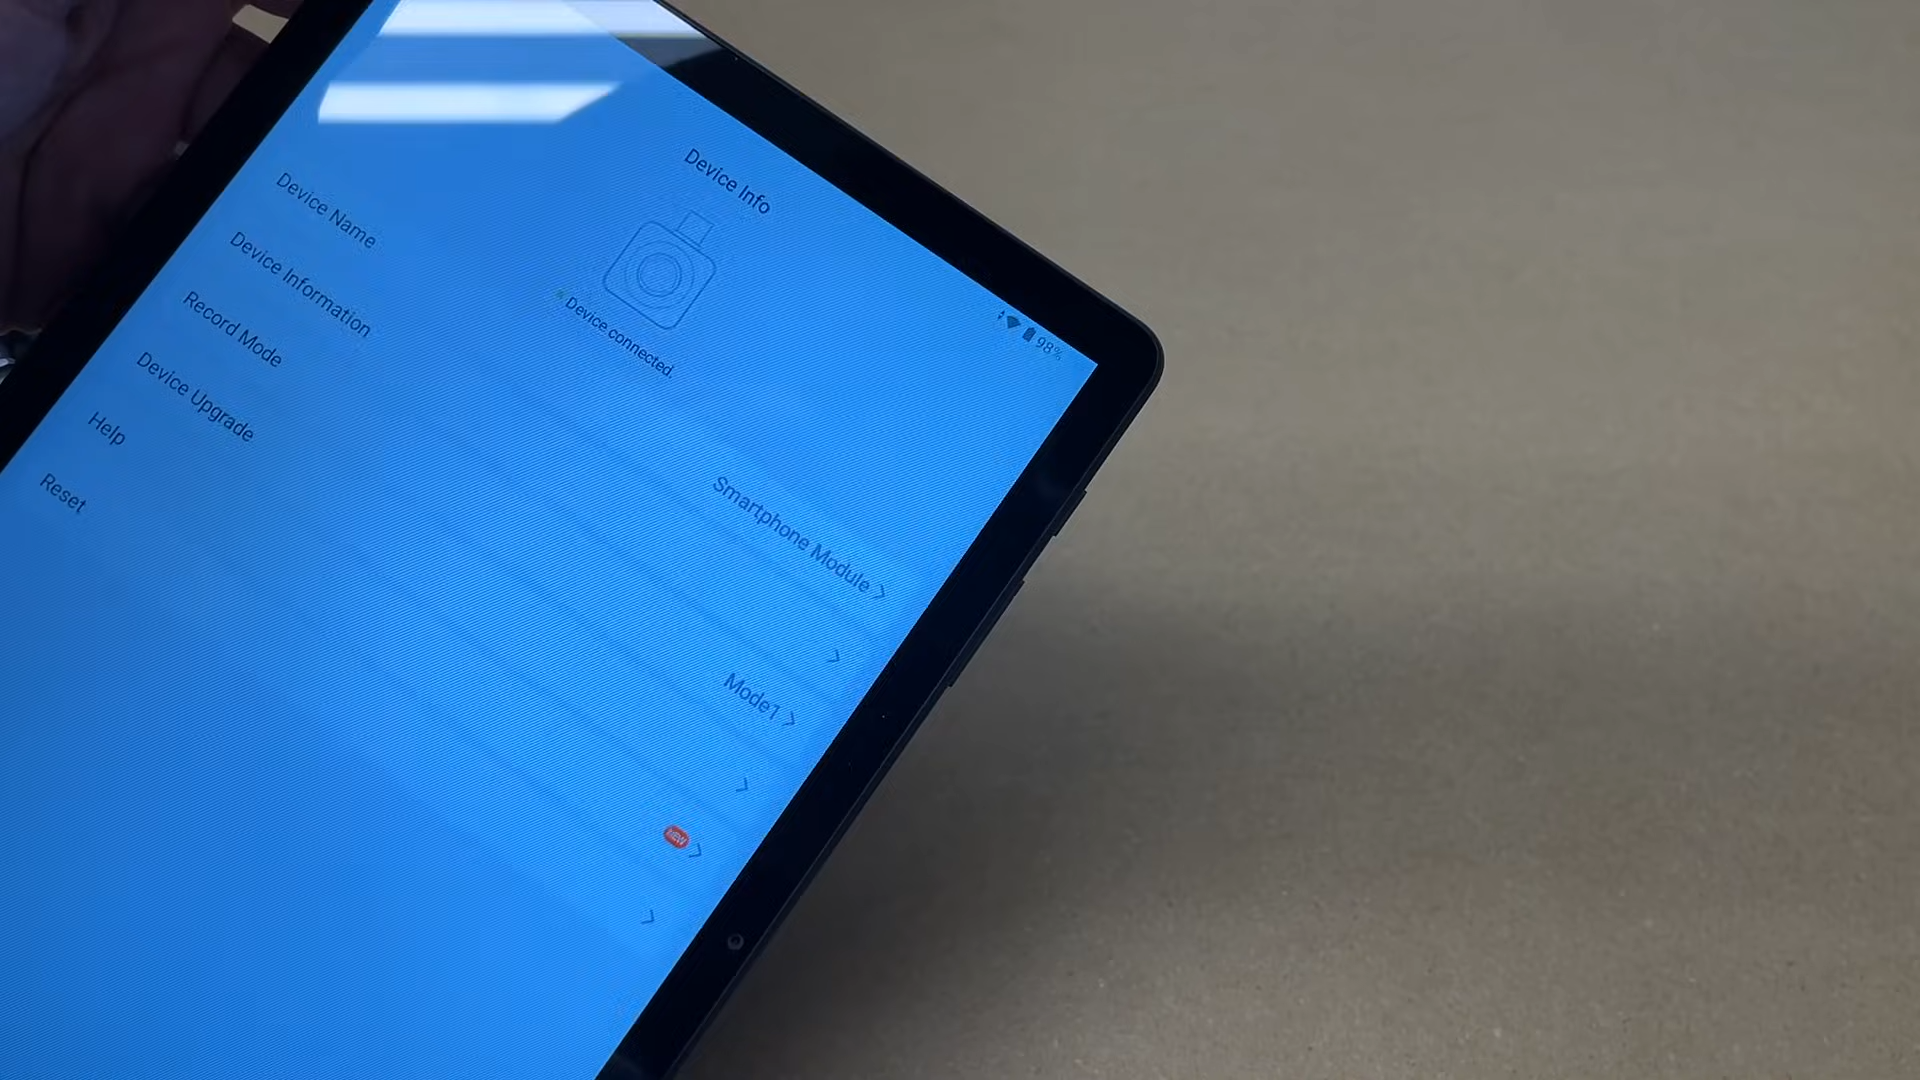 98%
Device Info
Device connected.
Device Name Smartphone Module
Device Information
Record Mode Mode1
Device Upgrade
Help NEW
Reset